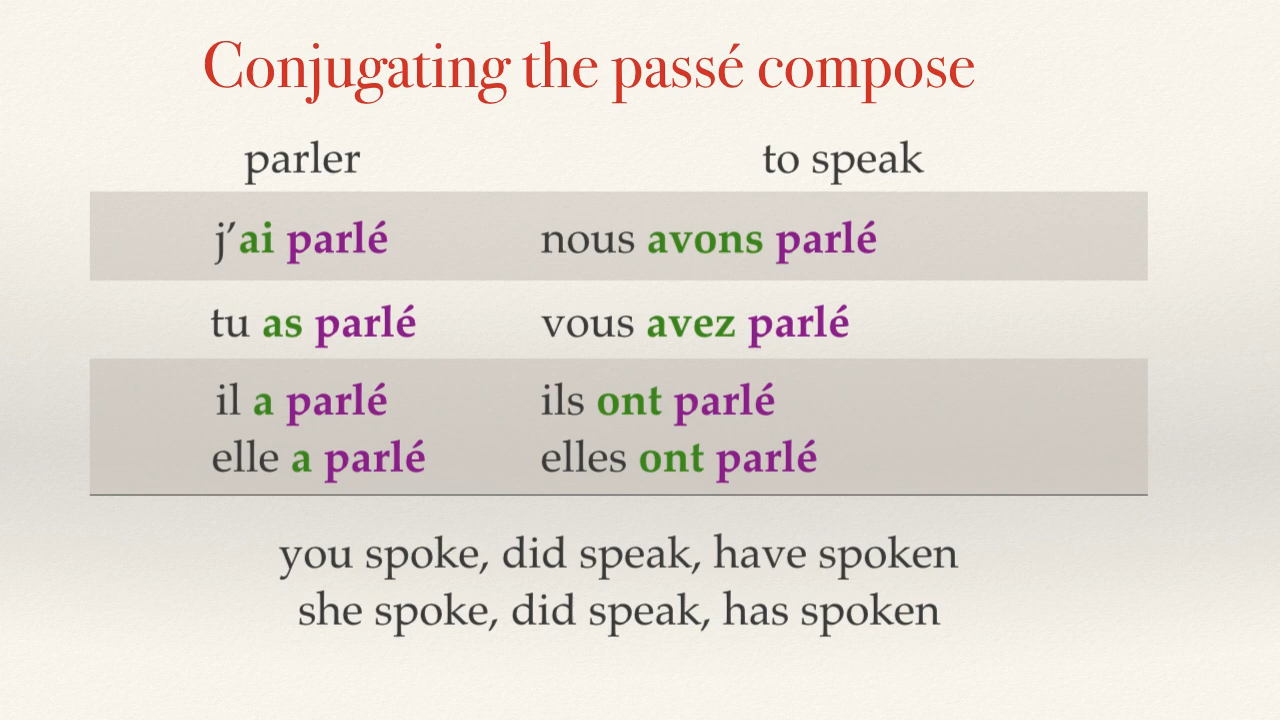 Conjugating the passé compose
parler to speak
j’ai parlé nous avons parlé
tu as parlé vous avez parlé
il a parlé ils ont parlé
elle a parlé elles ont parlé
you spoke, did speak, have spoken
she spoke, did speak, has spoken